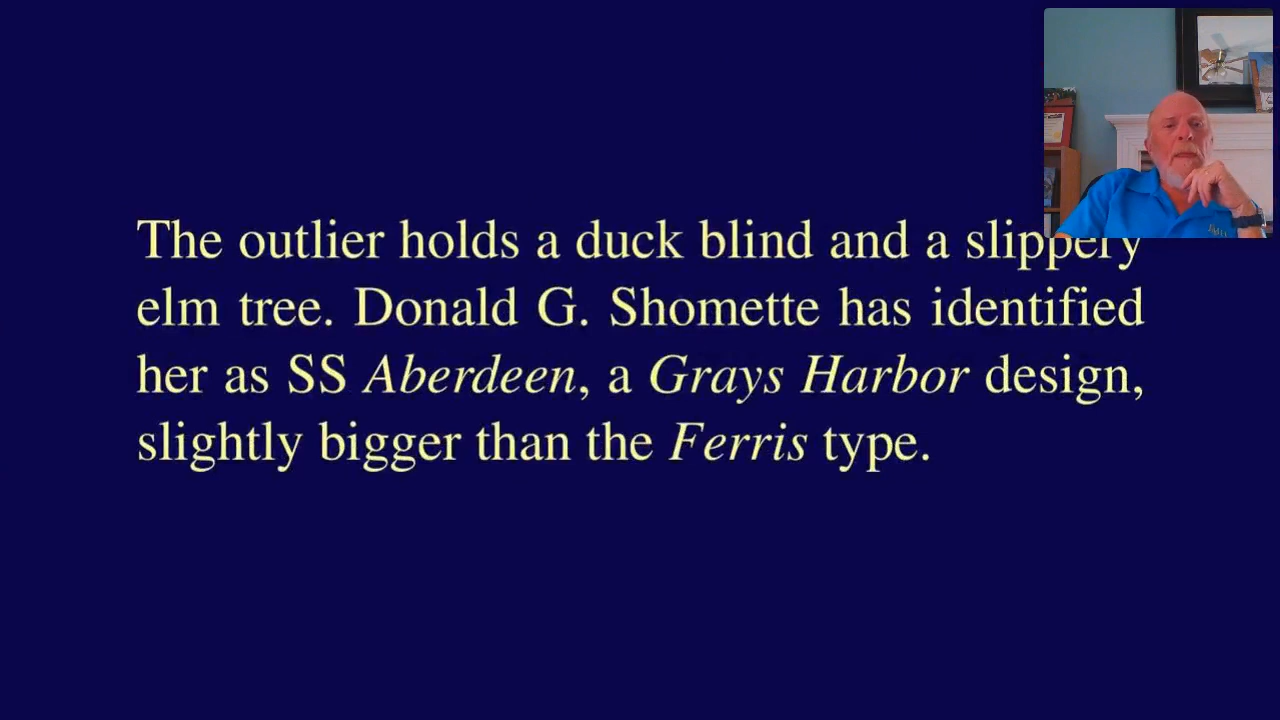 The outlier holds a duck blind and a slippery
elm tree. Donald G. Shomette has identified
her as SS Aberdeen, a Grays Harbor design,
slightly bigger than the Ferris type.